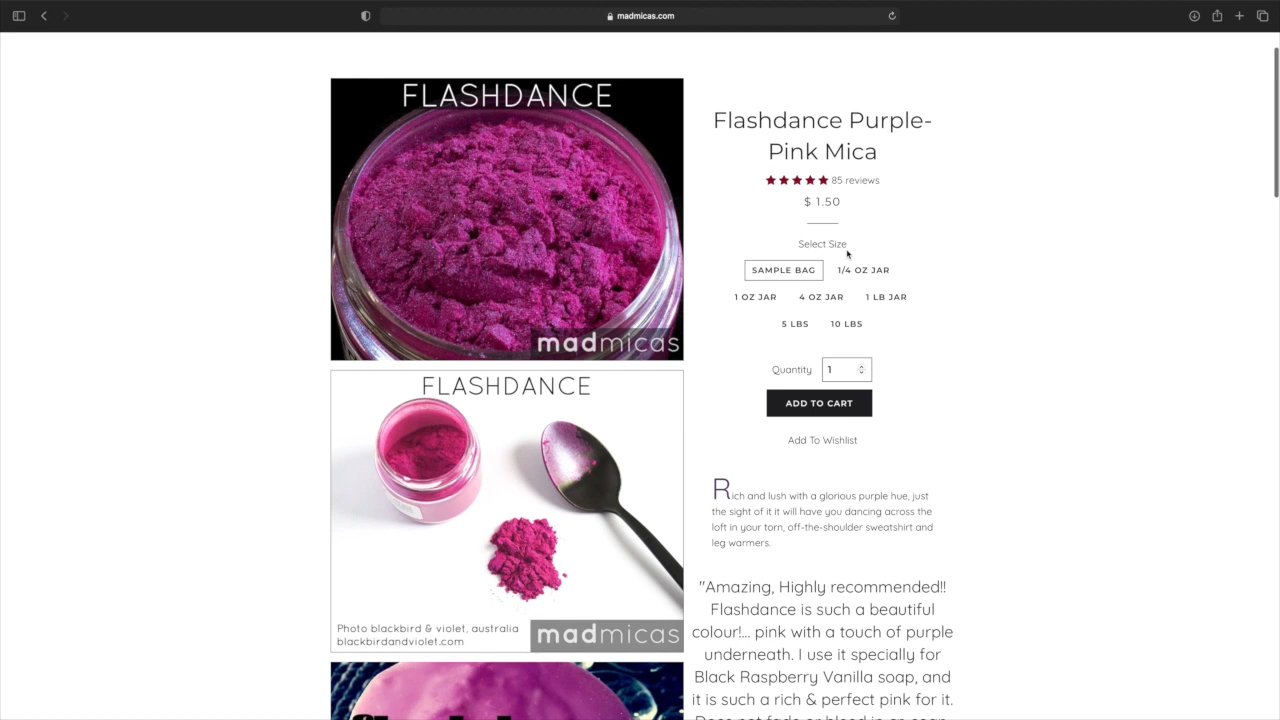 madmicas.com
FLASHDANCE
madmicas
Flashdance Purple-
Pink Mica
85 reviews
$ 1.50
Select Size
SAMPLE BAG 1/4 OZ JAR
1 OZ JAR 4 OZ JAR 1 LB JAR
5 LBS 10 LBS
Quantity 1
ADD TO CART
Add To Wishlist
FLASHDANCE
Photo blackbird & violet, australia
blackbirdandviolet.com
madmicas
Rich and lush with a glorious purple hue, just
the sight of it it will have you dancing across the
loft in your torn, off-the-shoulder sweatshirt and
leg warmers.
"Amazing, Highly recommended!!
Flashdance is such a beautiful
colour!... pink with a touch of purple
underneath. I use it specially for
Black Raspberry Vanilla soap, and
it is such a rich & perfect pink for it.